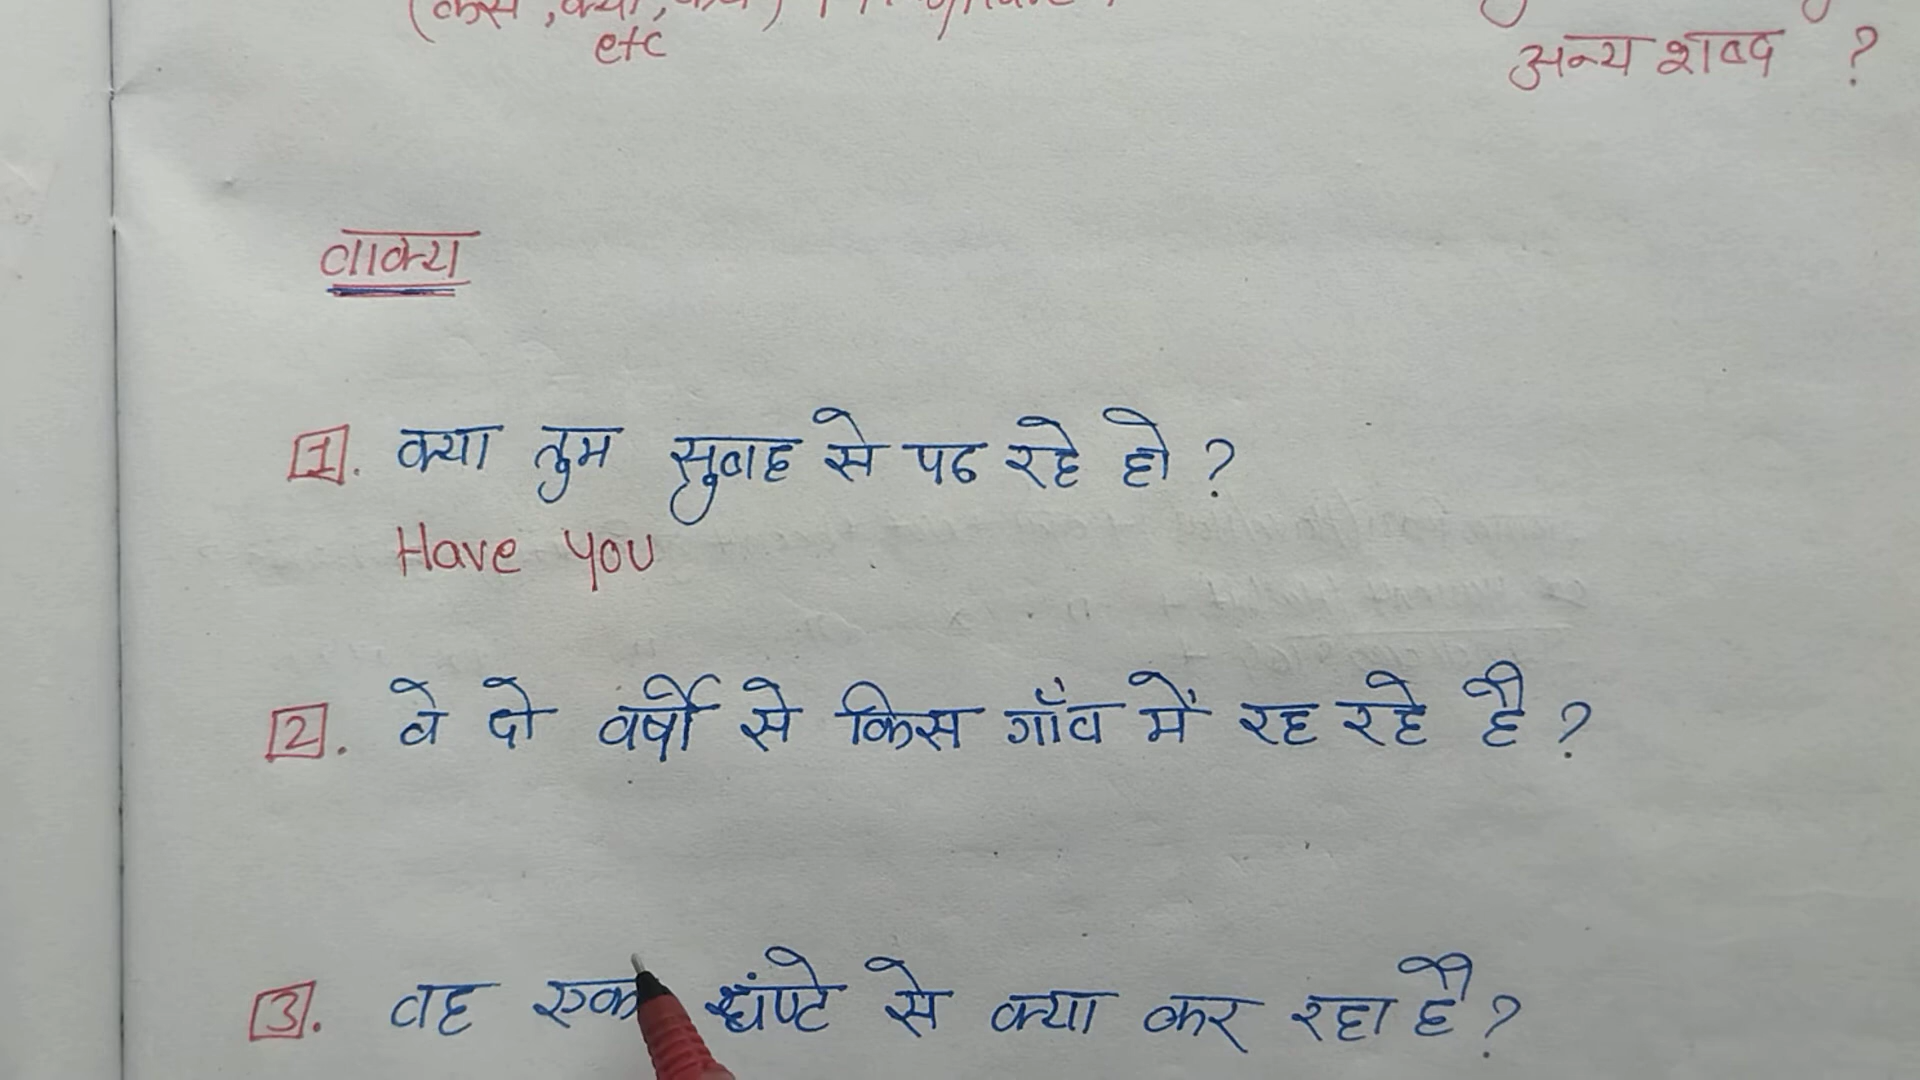 etc
अन्य शब्द ?
वाक्य
1. क्या तुम सुबह से पढ रहे हो ?
Have you
2. वे दो वर्षों से किस गाँव में रह रहे है ?
3. वह एक घंण्टे से क्या कर रहा है ?